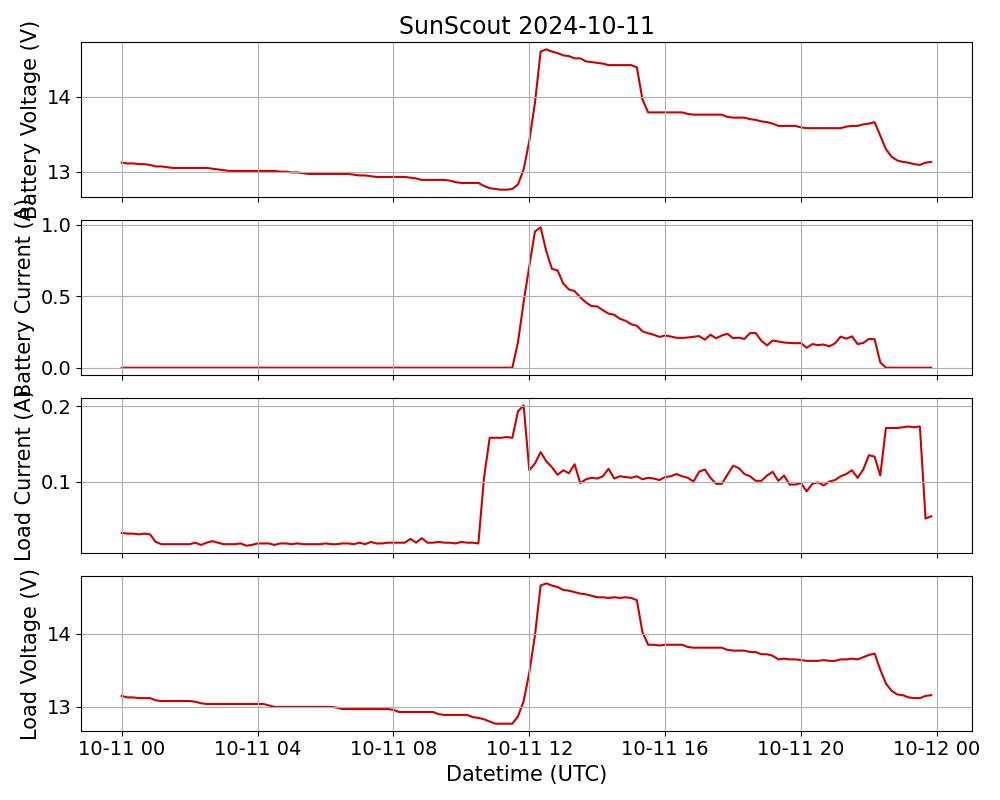 SunScout 2024-10-11
Battery Voltage (V)
14
13
Battery Current (A)
1.0
0.5
0.0
Load Current (A)
0.2
0.1
Load Voltage (V)
14
13
10-11 00 10-11 04 10-11 08 10-11 12 10-11 16 10-11 20 10-12 00
Datetime (UTC)